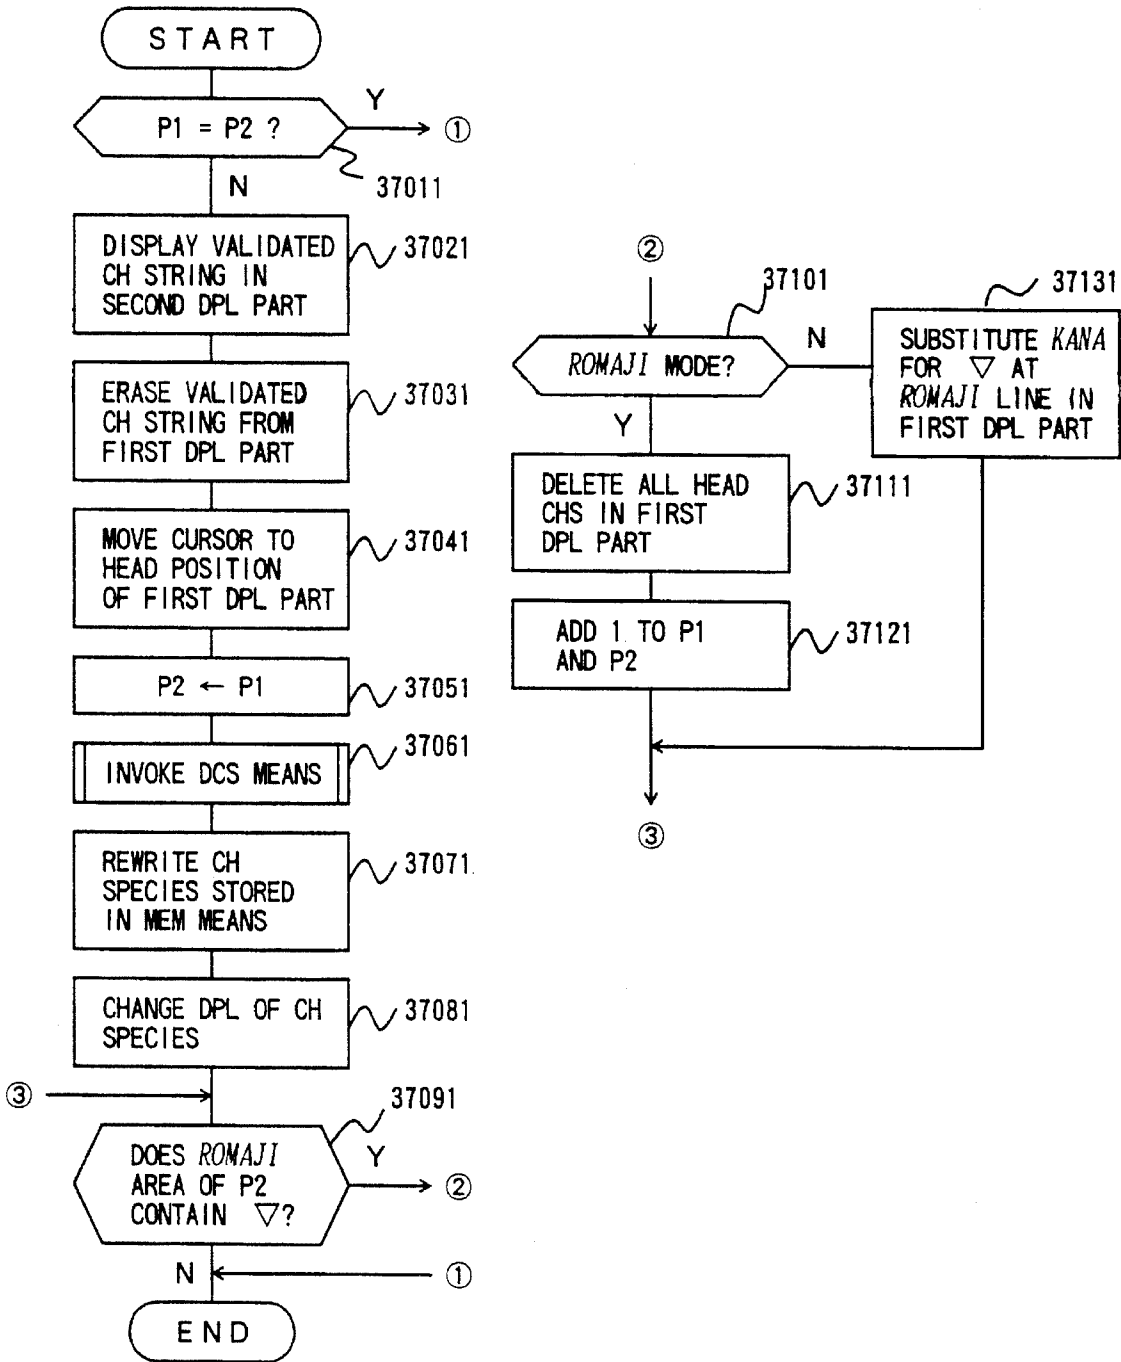 START
P1 = P2 ?
Y
①
37011
N
DISPLAY VALIDATED
CH STRING IN
SECOND DPL PART
37021
ERASE VALIDATED
CH STRING FROM
FIRST DPL PART
37031
MOVE CURSOR TO
HEAD POSITION
OF FIRST DPL PART
37041
P2 ← P1
37051
INVOKE DCS MEANS
37061
REWRITE CH
SPECIES STORED
IN MEM MEANS
37071
CHANGE DPL OF CH
SPECIES
37081
③
37091
DOES ROMAJI
AREA OF P2
CONTAIN ▽?
Y
②
N
①
END
②
37101
ROMAJI MODE?
N
Y
37131
SUBSTITUTE KANA
FOR ▽ AT
ROMAJI LINE IN
FIRST DPL PART
DELETE ALL HEAD
CHS IN FIRST
DPL PART
37111
ADD 1 TO P1
AND P2
37121
③